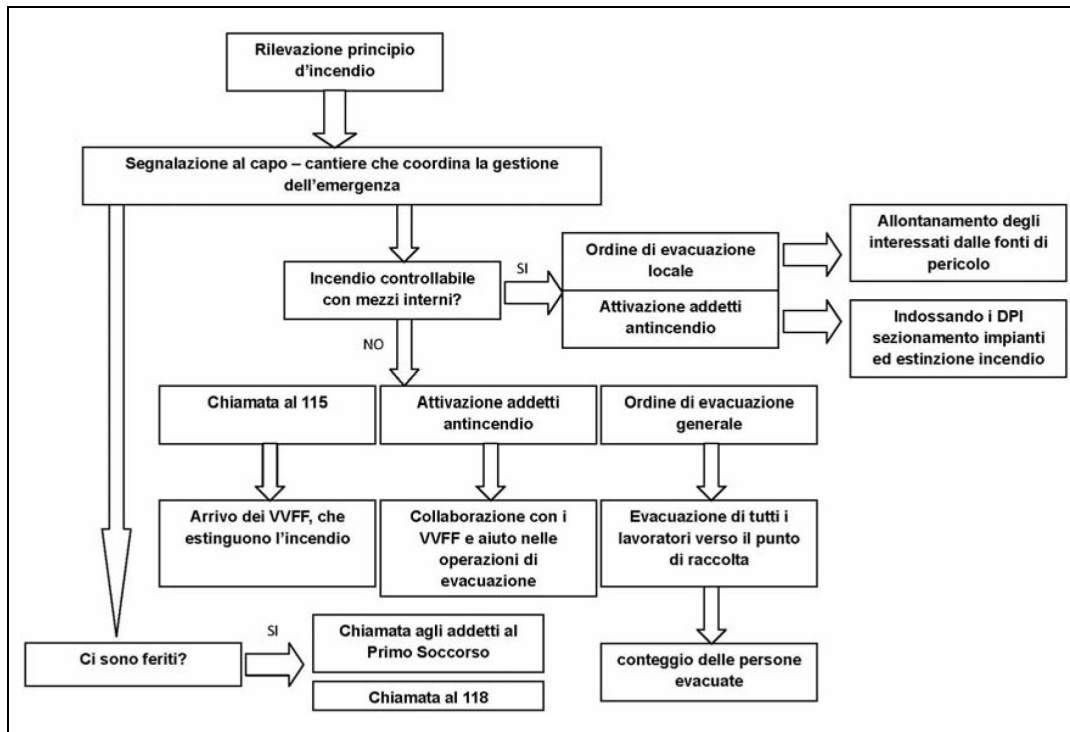 Rilevazione principio
d'incendio
Segnalazione al capo – cantiere che coordina la gestione
dell'emergenza
Incendio controllabile
con mezzi interni?
SI
Ordine di evacuazione
locale
Attivazione addetti
antincendio
Allontanamento degli
interessati dalle fonti di
pericolo
Indossando i DPI
sezionamento impianti
ed estinzione incendio
NO
Chiamata al 115
Attivazione addetti
antincendio
Ordine di evacuazione
generale
Arrivo dei VVFF, che
estinguono l'incendio
Collaborazione con i
VVFF e aiuto nelle
operazioni di
evacuazione
Evacuazione di tutti i
lavoratori verso il punto
di raccolta
conteggio delle persone
evacuate
Ci sono feriti?
SI
Chiamata agli addetti al
Primo Soccorso
Chiamata al 118